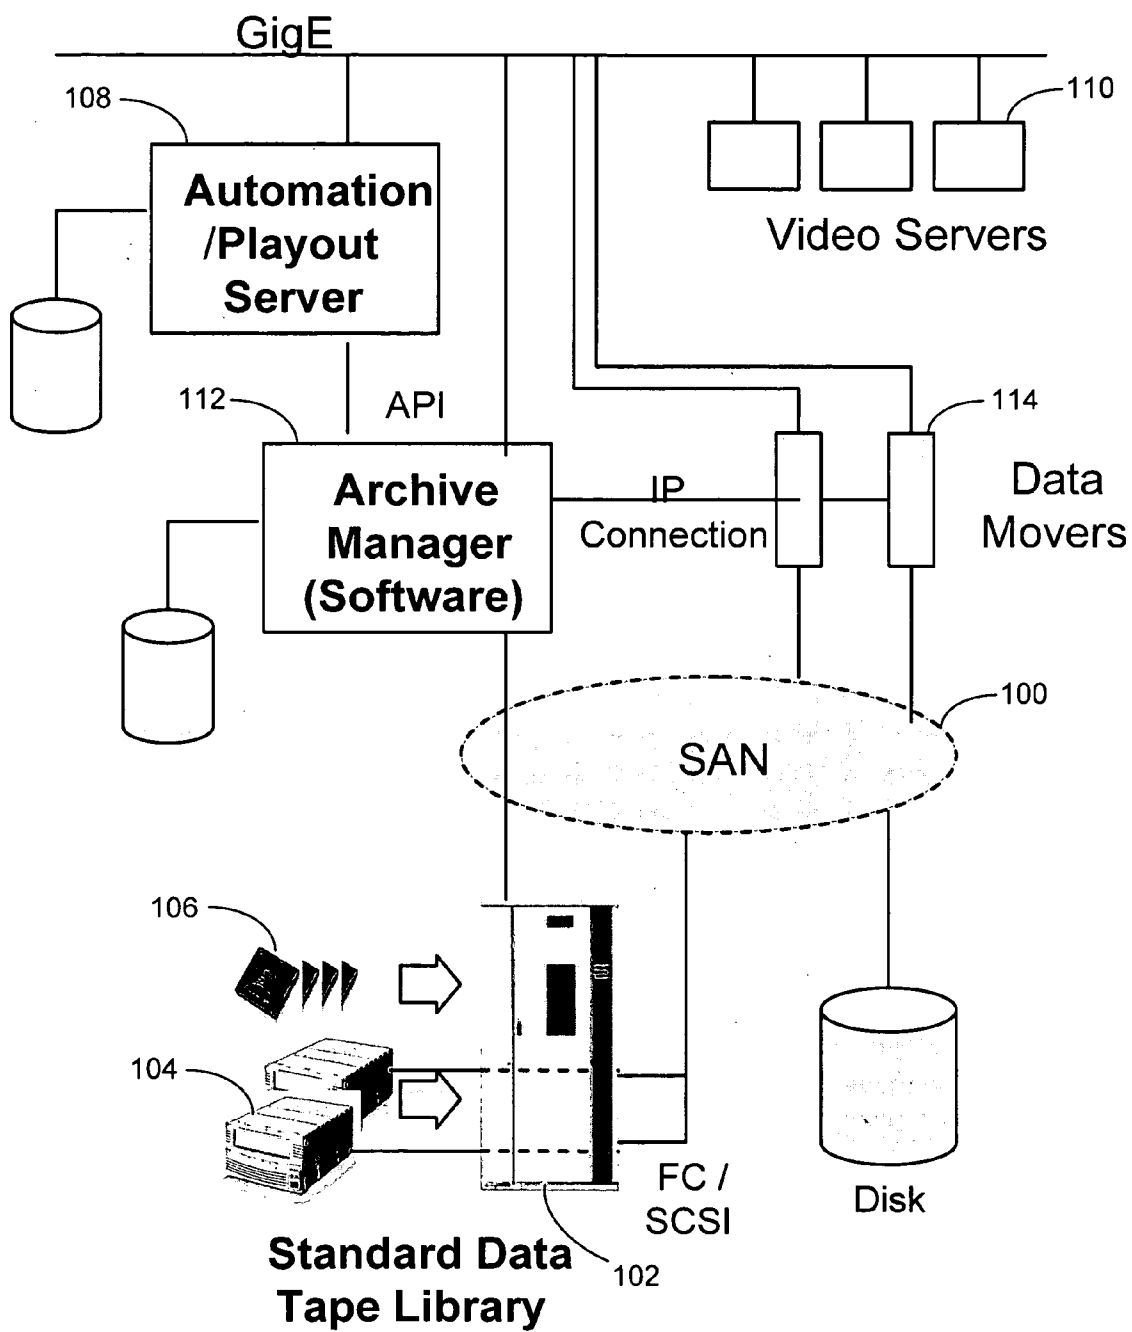 GigE
108
110
Automation
/Playout
Server
Video Servers
112
API
114
Archive
Manager
(Software)
IP
Connection
Data
Movers
100
SAN
106
104
FC /
SCSI
Disk
Standard Data
Tape Library
102